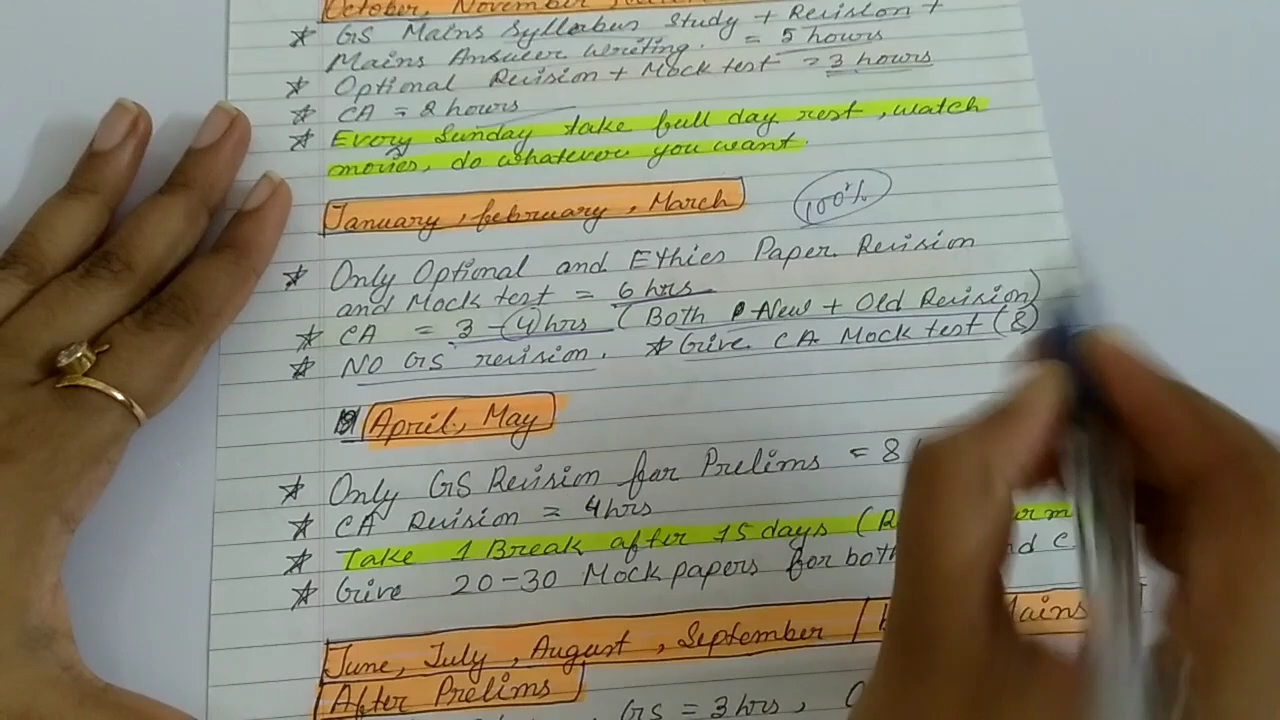 October, November
★ GS Mains Syllabus Study + Revision +
Mains Answer Writing. = 5 hours
★ Optional Revision + Mock test = 3 hours
★ CA = 2 hours
★ Every Sunday take full day rest, watch
movies, do whatever you want.
January, february, March
100%
★ Only Optional and Ethics Paper Revision
and Mock test = 6 hrs
★ CA = 3-4 hrs (Both New + Old Revision)
★ NO GS revision. ★ Give CA Mock test (8)
April, May
★ Only GS Revision for Prelims = 8
★ CA Revision = 4hrs
★ Take 1 Break after 15 days (
★ Give 20-30 Mock papers for both
June, July, August, September / Mains
After Prelims
GS = 3 hrs,